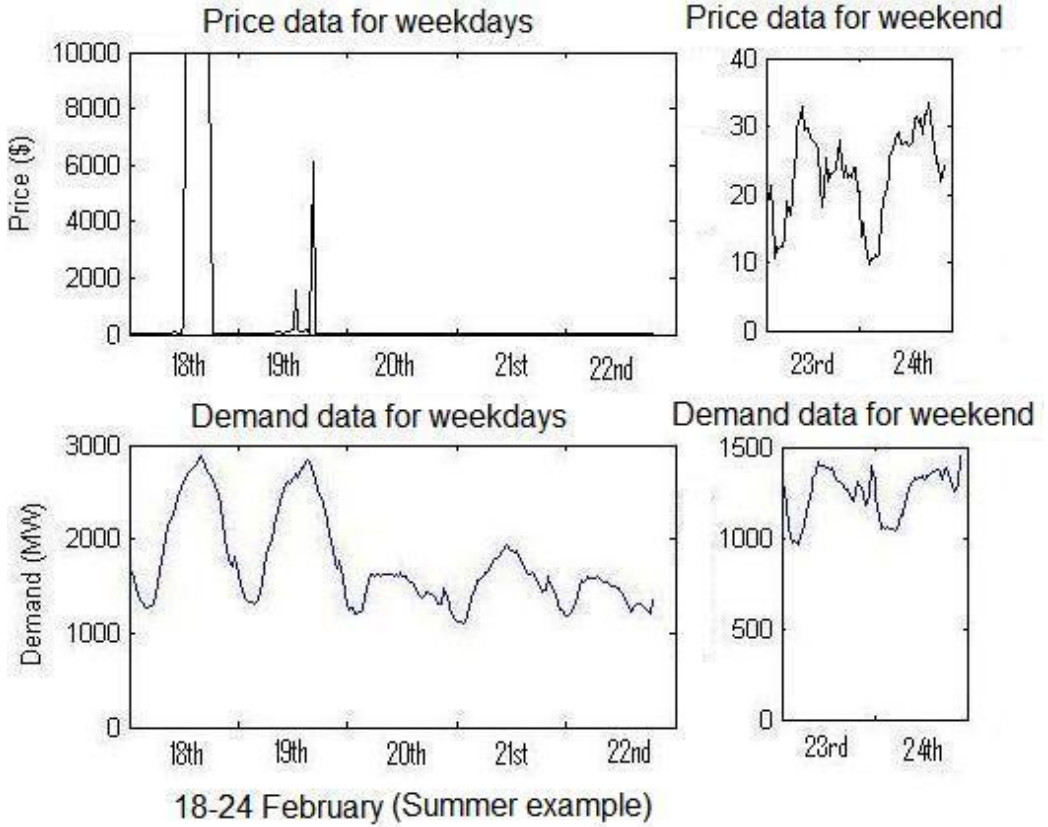 Price data for weekdays
Price data for weekend
10000
8000
6000
4000
2000
0
Price ($)
18th 19th 20th 21st 22nd
40
30
20
10
0
23rd 24th
Demand data for weekdays
Demand data for weekend
3000
2000
1000
0
Demand (MW)
18th 19th 20th 21st 22nd
1500
1000
500
0
23rd 24th
18-24 February (Summer example)